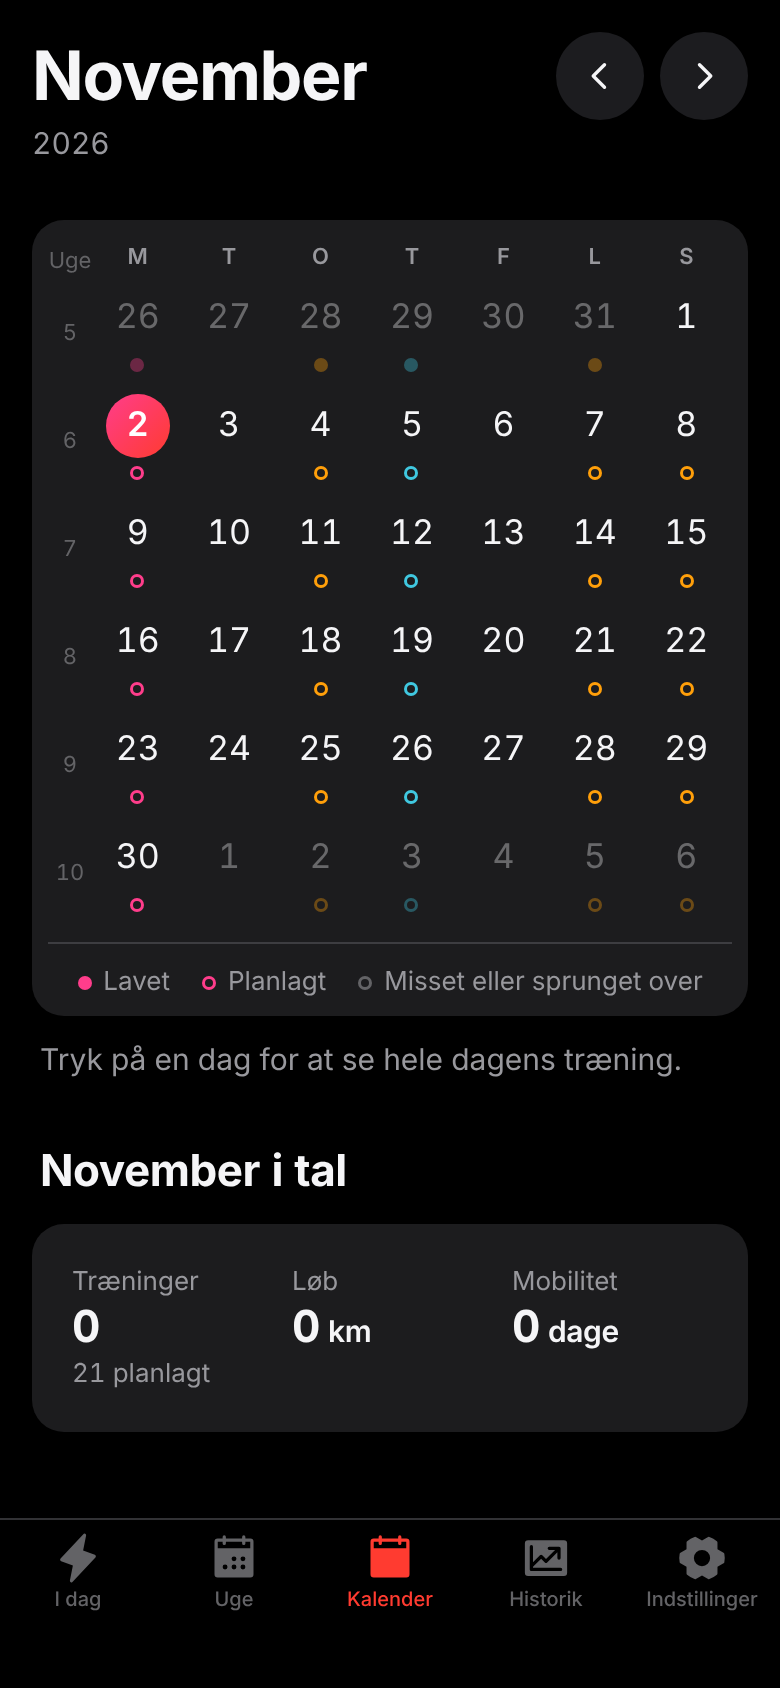 November
2026
Uge M T O T F L S
5 26 27 28 29 30 31 1
6 2 3 4 5 6 7 8
7 9 10 11 12 13 14 15
8 16 17 18 19 20 21 22
9 23 24 25 26 27 28 29
10 30 1 2 3 4 5 6
Lavet Planlagt Misset eller sprunget over
Tryk på en dag for at se hele dagens træning.
November i tal
Træninger Løb Mobilitet
0 0 km 0 dage
21 planlagt
I dag Uge Kalender Historik Indstillinger